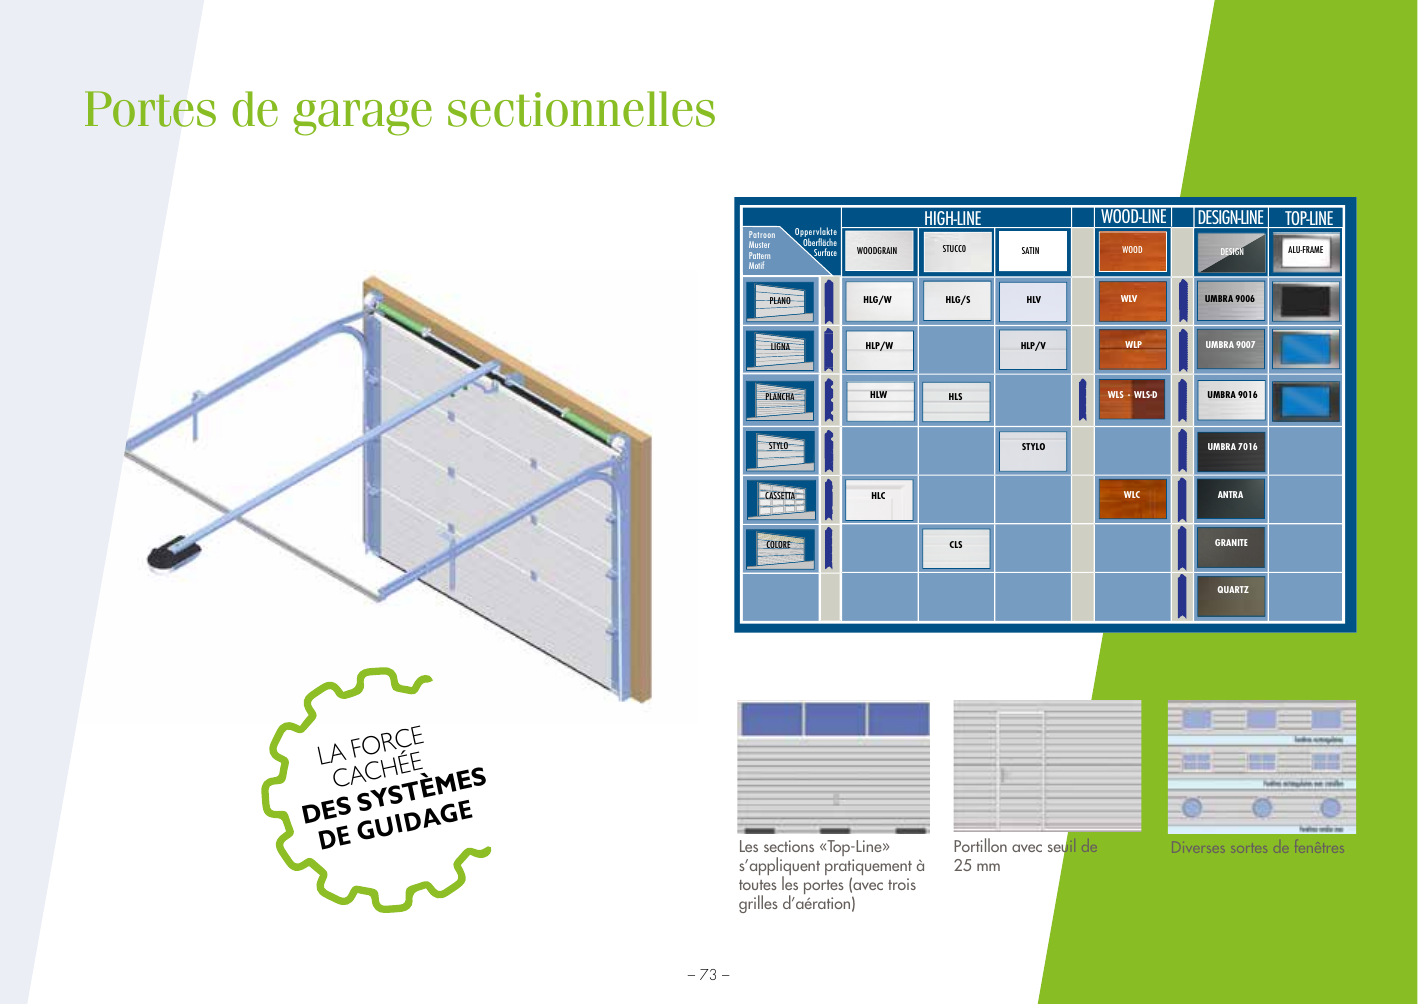 Portes de garage sectionnelles
HIGH-LINE
WOOD-LINE
DESIGN-LINE
TOP-LINE
Patroon
Muster
Pattern
Motif
Oppervlakte
Oberfläche
Surface
WOODGRAIN
STUCCO
SATIN
WOOD
DESIGN
ALU-FRAME
PLANO
HLG/W
HLG/S
HLV
WLV
UMBRA 9006
LIGNA
HLP/W
HLP/V
WLP
UMBRA 9007
PLANCHA
HLW
HLS
WLS - WLS-D
UMBRA 9016
STYLO
STYLO
UMBRA 7016
CASSETTA
HLC
WLC
ANTRA
COLORE
CLS
GRANITE
QUARTZ
LA FORCE
CACHÉE
DES SYSTÈMES
DE GUIDAGE
Les sections «Top-Line»
s’appliquent pratiquement à
toutes les portes (avec trois
grilles d’aération)
Portillon avec seuil de
25 mm
Diverses sortes de fenêtres
– 73 –